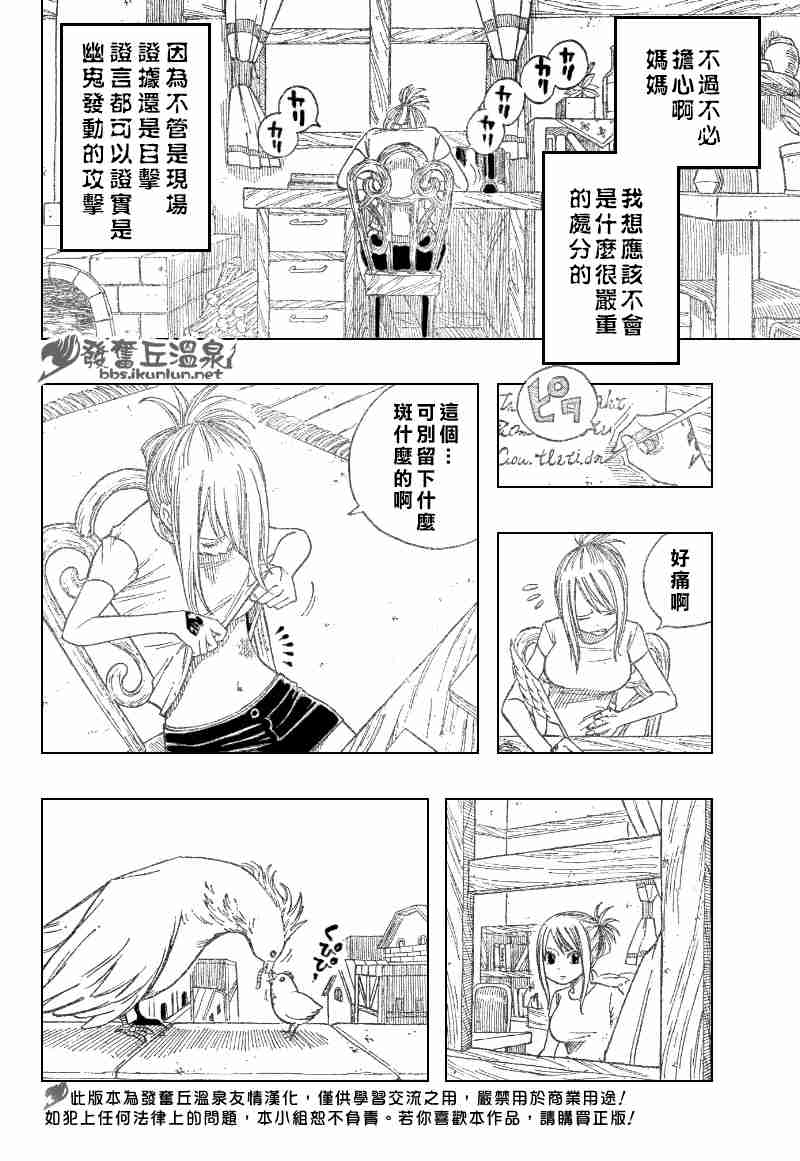 不過不必
擔心啊
媽媽
我想應該不會
是什麼很嚴重
的處分的
因為不管是現場
證據還是目擊
證言都可以證實是
幽鬼發動的攻擊
カリ
カリ
カリ
カリ
發奮丘溫泉
bbs.ikunlun.net
ピタ
好痛啊
這個…
可別留下什麼
斑什麼的啊
くぴぴ
此版本為發奮丘溫泉友情漢化，僅供學習交流之用，嚴禁用於商業用途！
如犯上任何法律上的問題，本小組恕不負責。若你喜歡本作品，請購買正版！